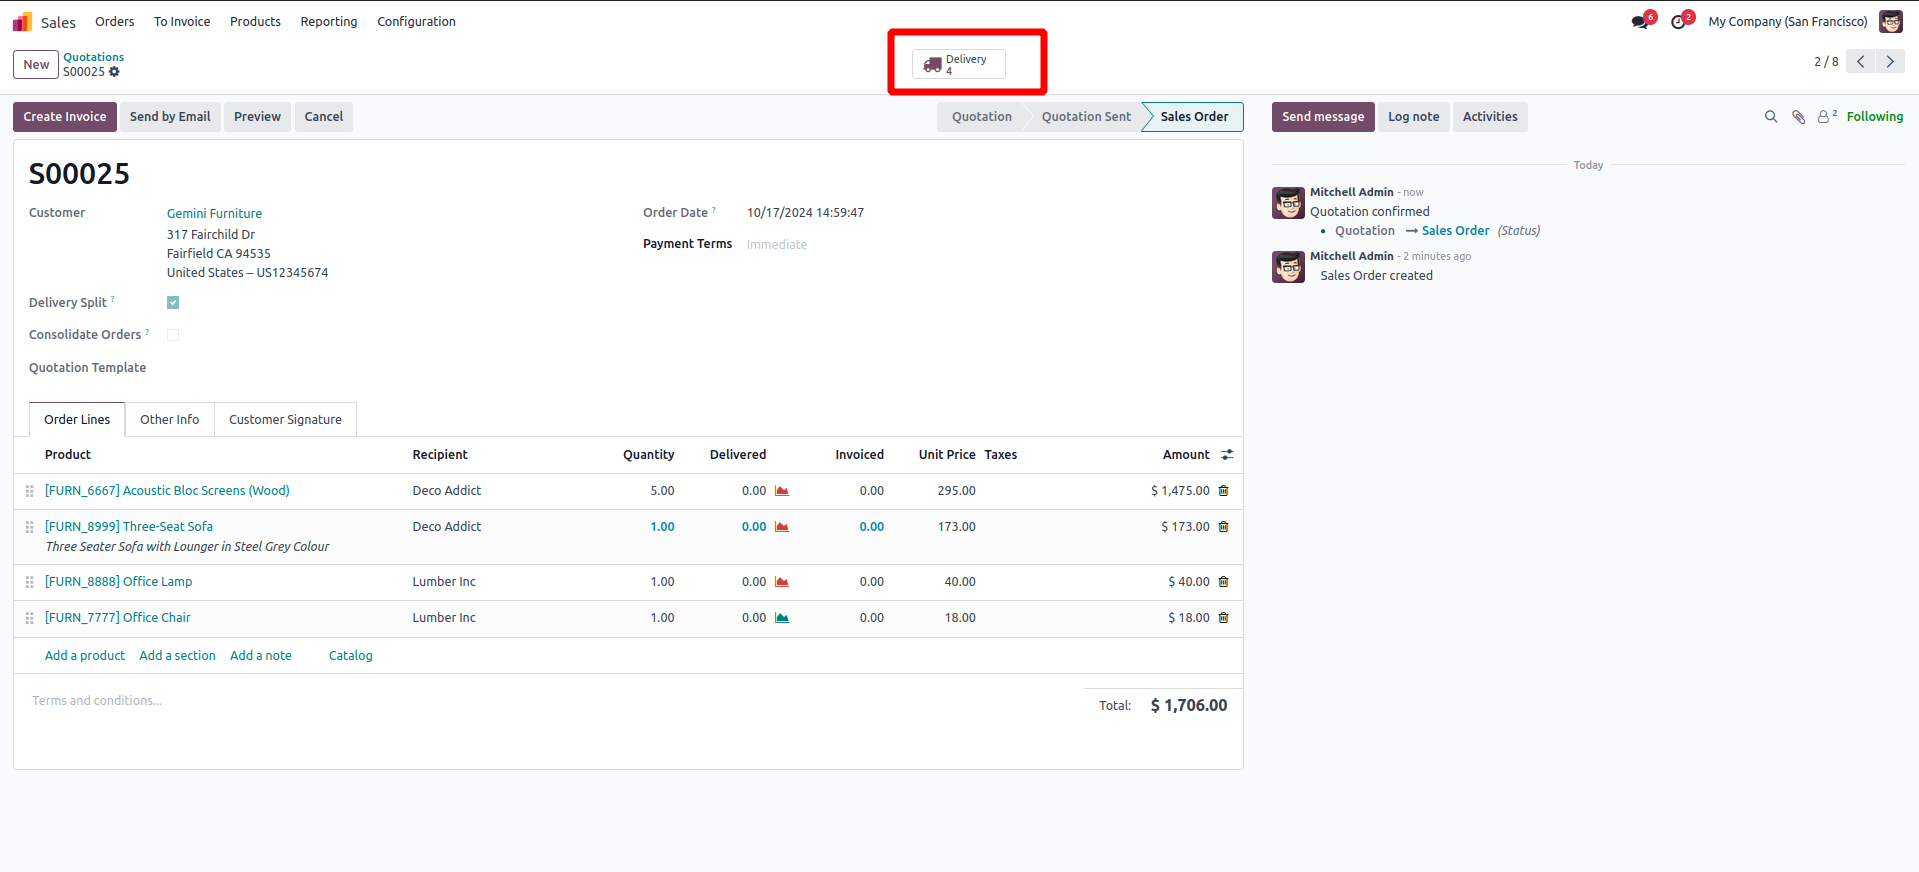 Sales Orders To Invoice Products Reporting Configuration 6 2 My Company (San Francisco)
New Quotations
S00025
Delivery
4
2 / 8
Create Invoice Send by Email Preview Cancel Quotation Quotation Sent Sales Order
Send message Log note Activities 2 Following
S00025
Customer Gemini Furniture
317 Fairchild Dr
Fairfield CA 94535
United States – US12345674
Order Date ? 10/17/2024 14:59:47
Payment Terms Immediate
Delivery Split ?
Consolidate Orders ?
Quotation Template
Today
Mitchell Admin - now
Quotation confirmed
• Quotation → Sales Order (Status)
Mitchell Admin - 2 minutes ago
Sales Order created
Order Lines Other Info Customer Signature
Product Recipient Quantity Delivered Invoiced Unit Price Taxes Amount
[FURN_6667] Acoustic Bloc Screens (Wood) Deco Addict 5.00 0.00 0.00 295.00 $ 1,475.00
[FURN_8999] Three-Seat Sofa Deco Addict 1.00 0.00 0.00 173.00 $ 173.00
Three Seater Sofa with Lounger in Steel Grey Colour
[FURN_8888] Office Lamp Lumber Inc 1.00 0.00 0.00 40.00 $ 40.00
[FURN_7777] Office Chair Lumber Inc 1.00 0.00 0.00 18.00 $ 18.00
Add a product Add a section Add a note Catalog
Terms and conditions...
Total: $ 1,706.00